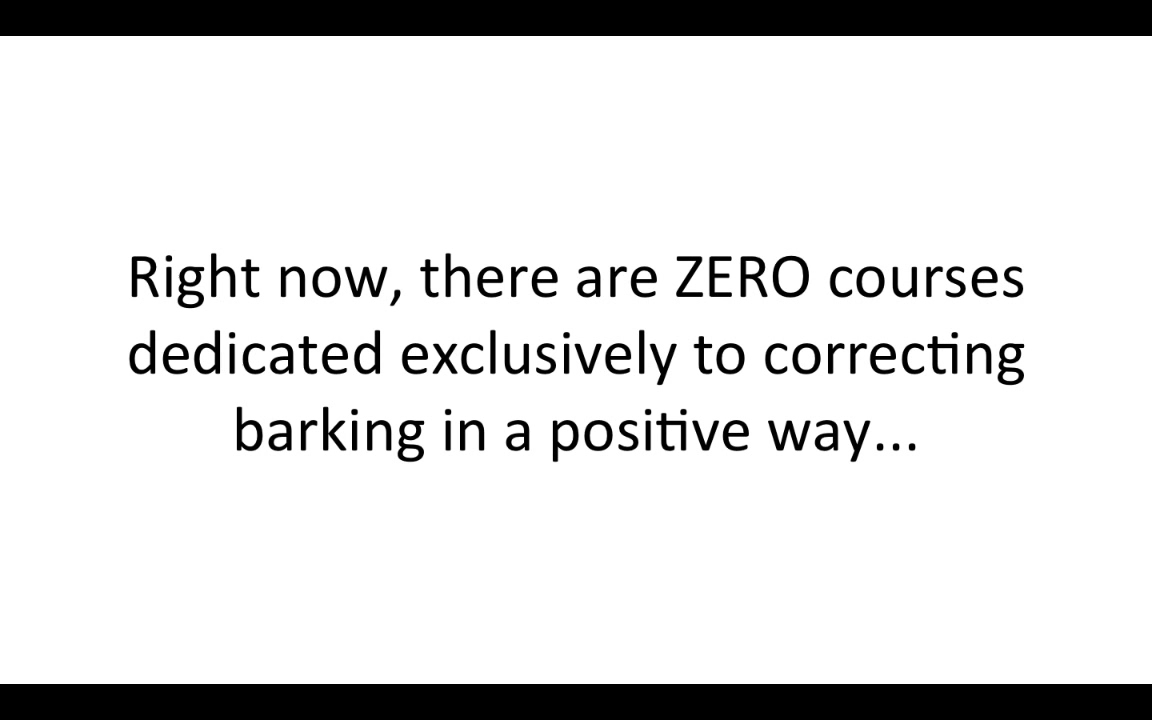 Right now, there are ZERO courses
dedicated exclusively to correcting
barking in a positive way...